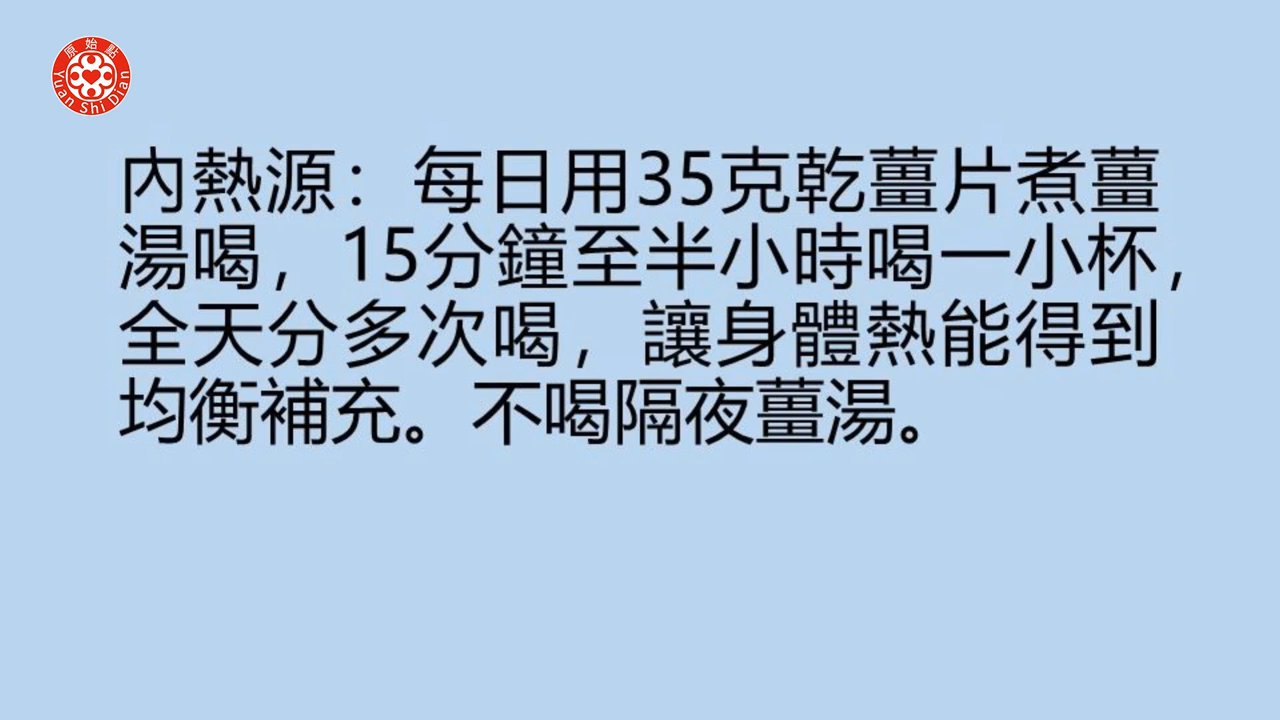 原始點
Yuan Shi Dian
內熱源：每日用35克乾薑片煮薑
湯喝，15分鐘至半小時喝一小杯，
全天分多次喝，讓身體熱能得到
均衡補充。不喝隔夜薑湯。